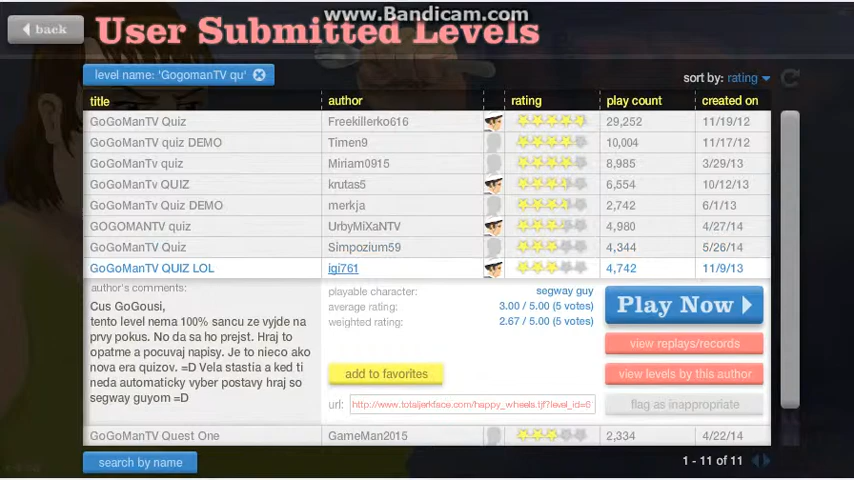 www.Bandicam.com
back
User Submitted Levels
level name: 'GogomanTV qu'
sort by: rating
title author rating play count created on
GoGoManTV Quiz Freekillerko616 29,252 11/19/12
GoGoManTV quiz DEMO Timen9 10,004 11/17/12
GoGoManTv quiz Miriam0915 8,985 3/29/13
GoGoManTv QUIZ krutas5 6,554 10/12/13
GoGoManTv Quiz DEMO merkja 2,742 6/1/13
GOGOMANTV quiz UrbyMiXaNTV 4,980 4/27/14
GoGoManTV Quiz Simpozium59 4,344 5/26/14
GoGoManTV QUIZ LOL igi761 4,742 11/9/13
author's comments:
Cus GoGousi,
tento level nema 100% sancu ze vyjde na
prvy pokus. No da sa ho prejst. Hraj to
opatme a pocuvaj napisy. Je to nieco ako
nova era quizov. =D Vela stastia a ked ti
neda automaticky vyber postavy hraj so
segway guyom =D
playable character: segway guy
average rating: 3.00 / 5.00 (5 votes)
weighted rating: 2.67 / 5.00 (5 votes)
Play Now
view replays/records
add to favorites
view levels by this author
url: http://www.totaljerkface.com/happy_wheels.tjf?level_id=6
flag as inappropriate
GoGoManTV Quest One GameMan2015 2,334 4/22/14
search by name
1 - 11 of 11